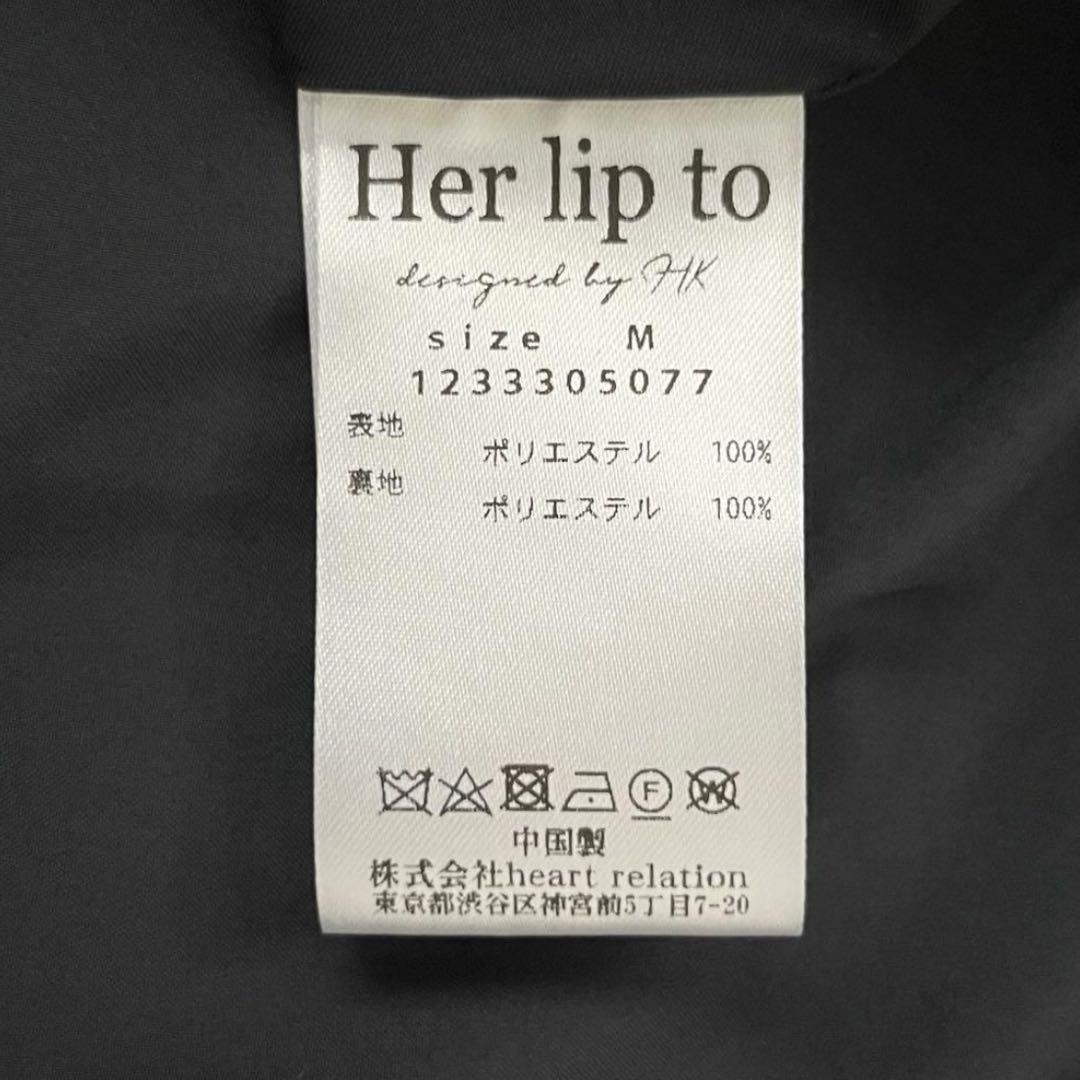 Her lip to
designed by HK
size M
1233305077
表地
ポリエステル 100%
裏地
ポリエステル 100%
F W
中国製
株式会社heart relation
東京都渋谷区神宮前5丁目7-20